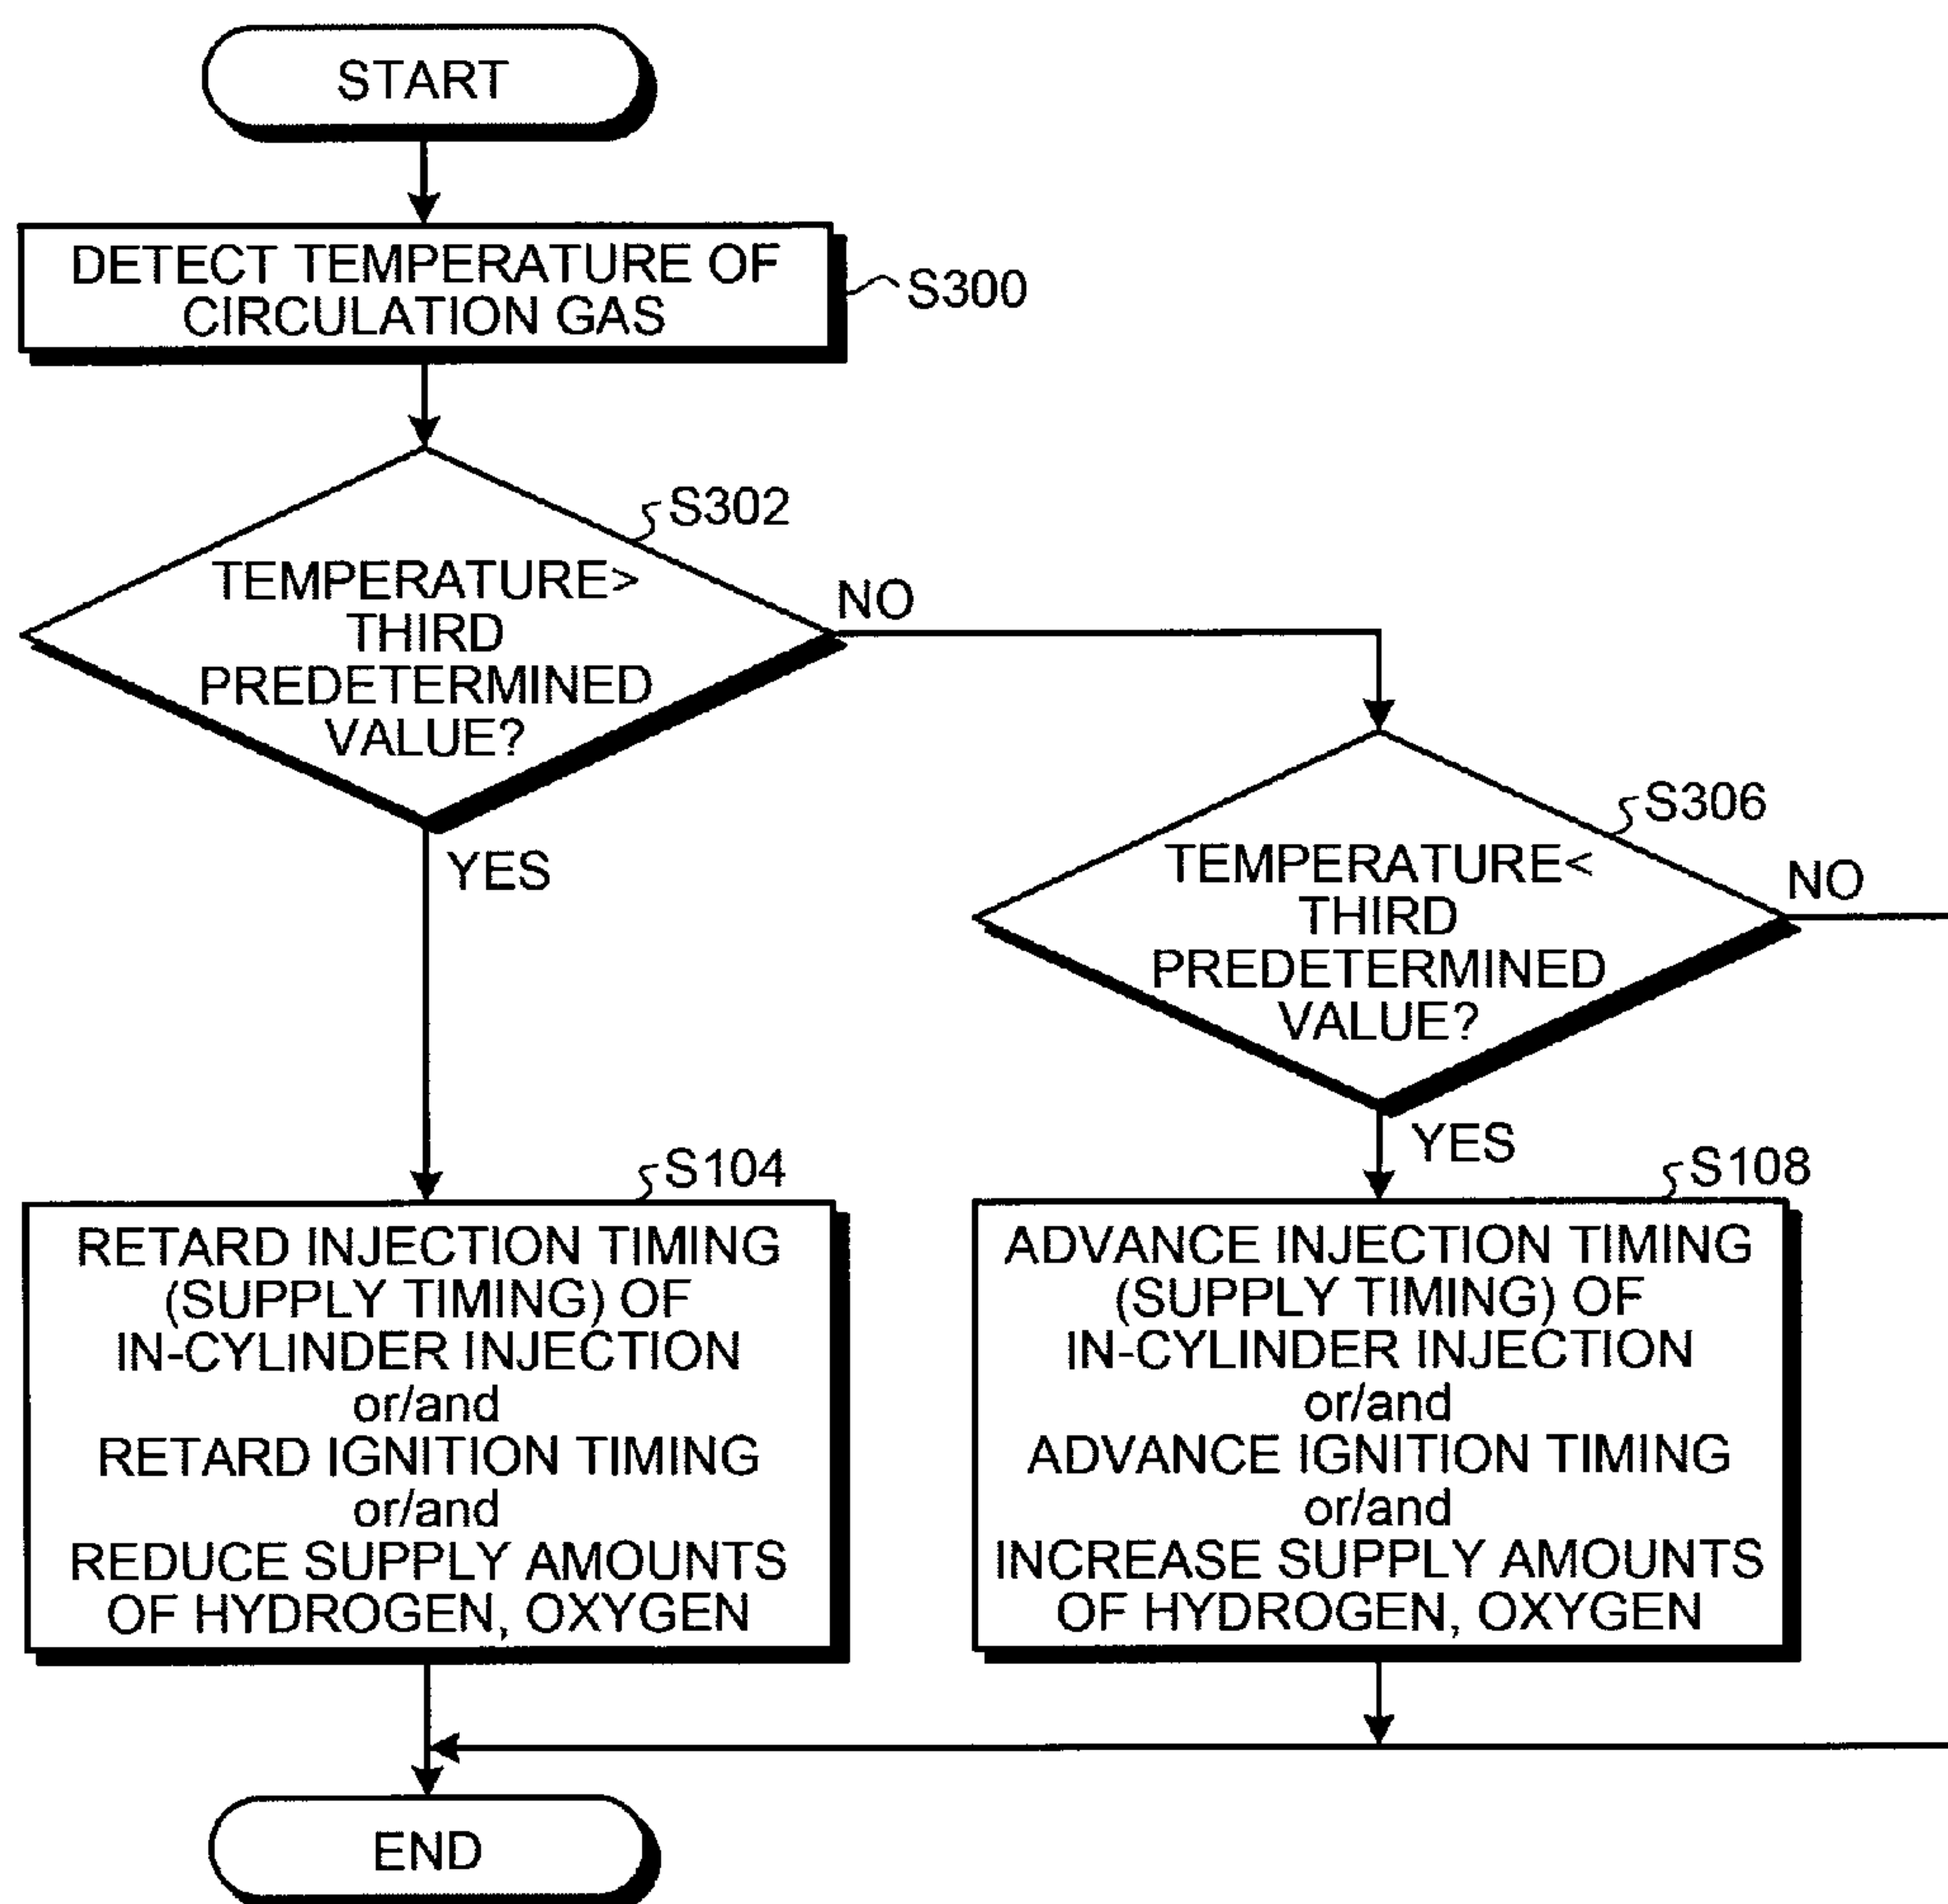 START
DETECT TEMPERATURE OF
CIRCULATION GAS
S300
S302
TEMPERATURE>
THIRD
PREDETERMINED
VALUE?
NO
YES
S306
TEMPERATURE<
THIRD
PREDETERMINED
VALUE?
NO
YES
S104
RETARD INJECTION TIMING
(SUPPLY TIMING) OF
IN-CYLINDER INJECTION
or/and
RETARD IGNITION TIMING
or/and
REDUCE SUPPLY AMOUNTS
OF HYDROGEN, OXYGEN
S108
ADVANCE INJECTION TIMING
(SUPPLY TIMING) OF
IN-CYLINDER INJECTION
or/and
ADVANCE IGNITION TIMING
or/and
INCREASE SUPPLY AMOUNTS
OF HYDROGEN, OXYGEN
END